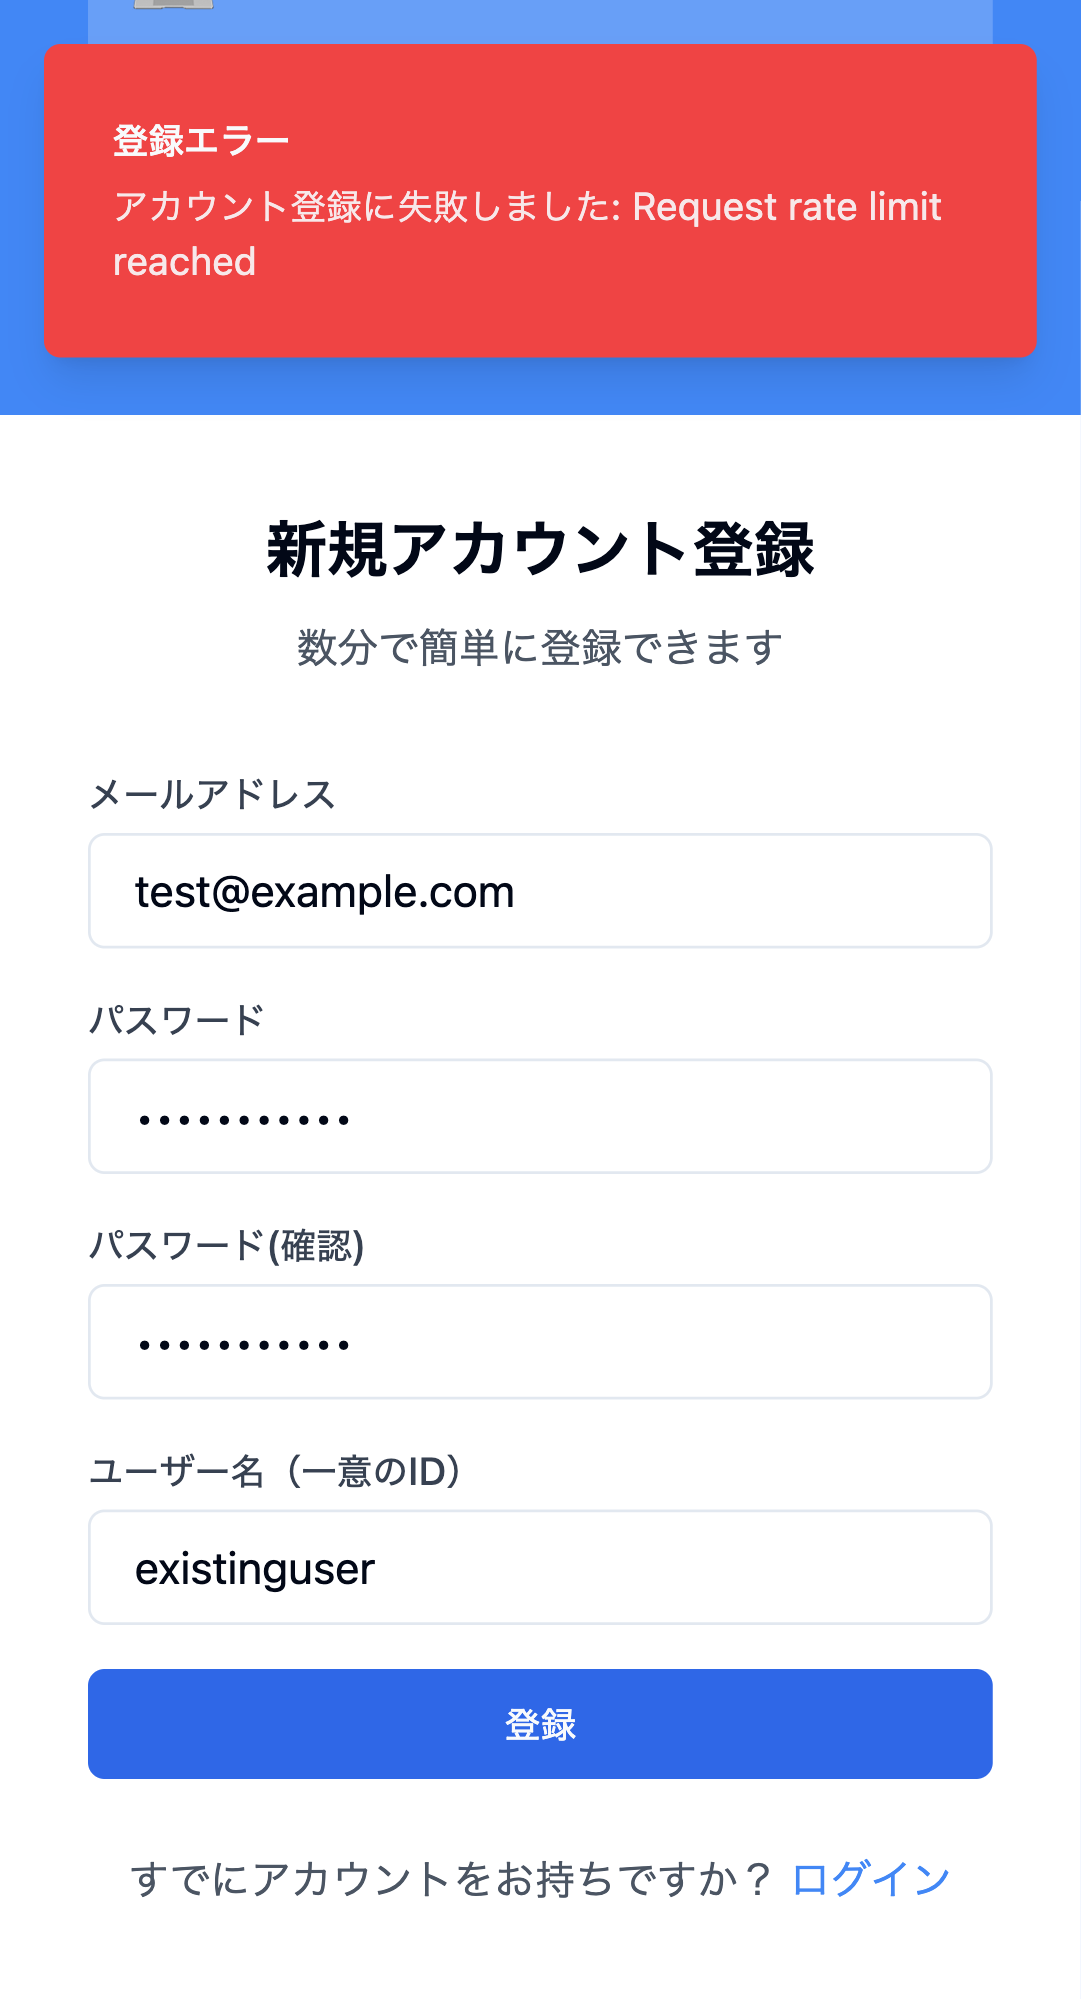 登録エラー
アカウント登録に失敗しました: Request rate limit
reached
新規アカウント登録
数分で簡単に登録できます
メールアドレス
test@example.com
パスワード
•••••••••••
パスワード(確認)
•••••••••••
ユーザー名（一意のID）
existinguser
登録
すでにアカウントをお持ちですか？ ログイン